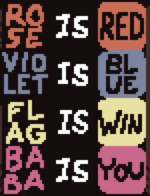 ROSE IS RED
VIOLET IS BLUE
FLAG IS WIN
BABA IS YOU